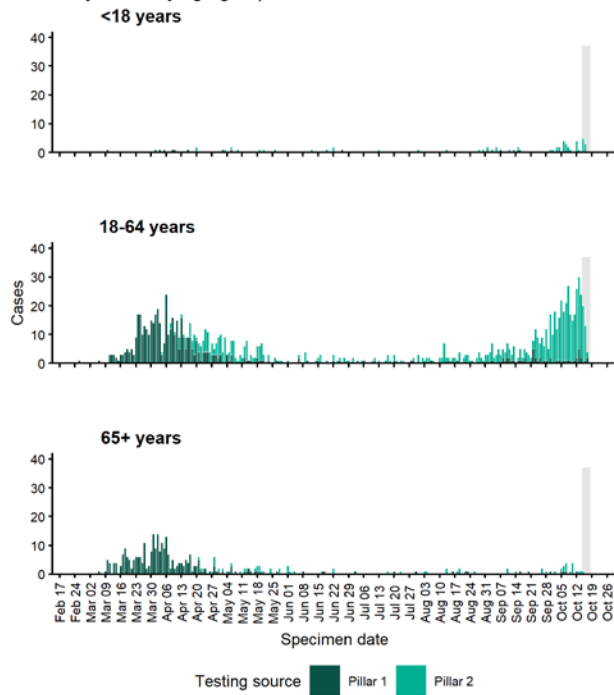 <18 years
40
30
20
10
0
18-64 years
40
30
20
10
0
Cases
65+ years
40
30
20
10
0
Feb 17
Feb 24
Mar 02
Mar 09
Mar 16
Mar 23
Mar 30
Apr 06
Apr 13
Apr 20
Apr 27
May 04
May 11
May 18
May 25
Jun 01
Jun 08
Jun 15
Jun 22
Jun 29
Jul 06
Jul 13
Jul 20
Jul 27
Aug 03
Aug 10
Aug 17
Aug 24
Aug 31
Sep 07
Sep 14
Sep 21
Sep 28
Oct 05
Oct 12
Oct 19
Oct 26
Specimen date
Testing source Pillar 1 Pillar 2